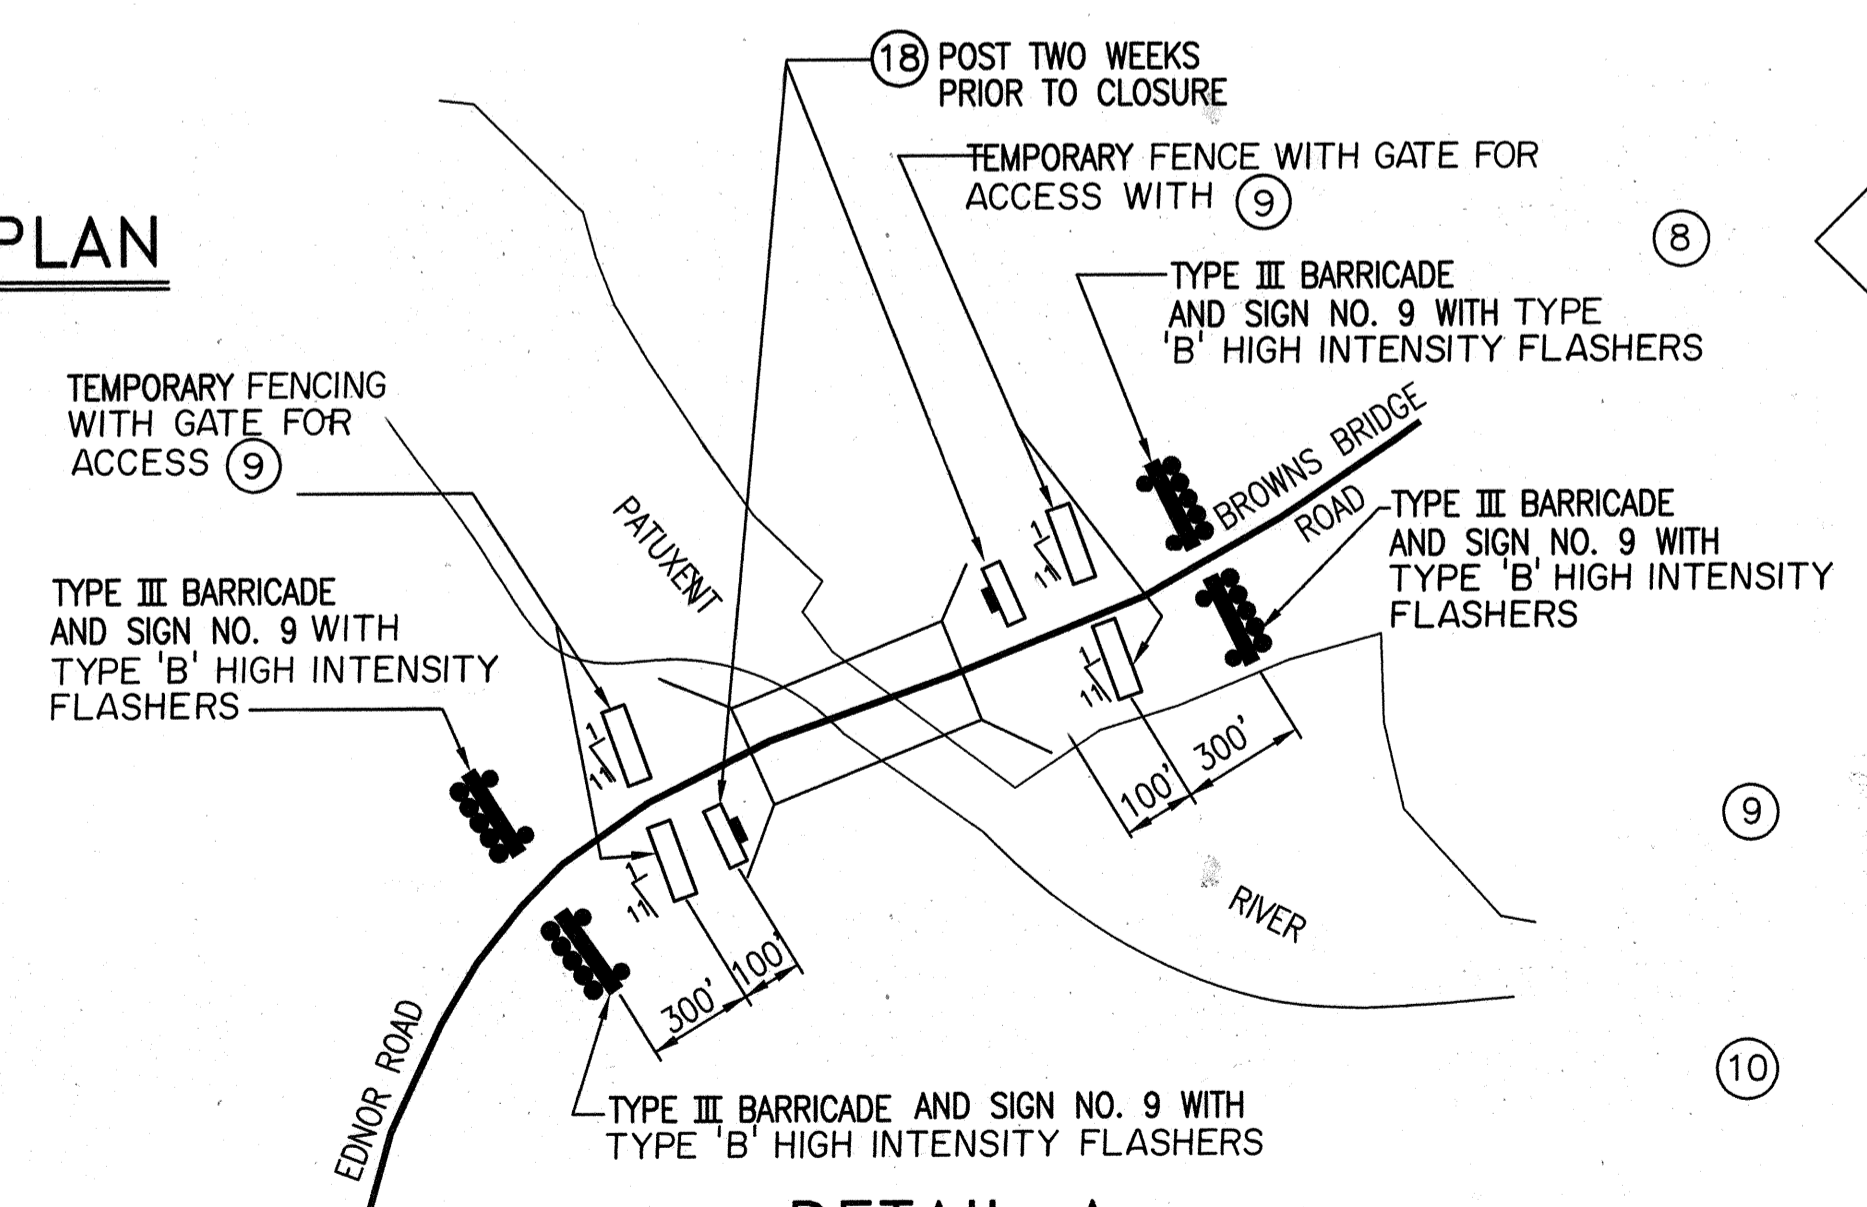 18 POST TWO WEEKS
PRIOR TO CLOSURE
TEMPORARY FENCE WITH GATE FOR
ACCESS WITH 9
8
PLAN
TYPE III BARRICADE
AND SIGN NO. 9 WITH TYPE
'B' HIGH INTENSITY FLASHERS
TEMPORARY FENCING
WITH GATE FOR
ACCESS 9
BROWNS BRIDGE
ROAD
TYPE III BARRICADE
AND SIGN NO. 9 WITH
TYPE 'B' HIGH INTENSITY
FLASHERS
PATUXENT
TYPE III BARRICADE
AND SIGN NO. 9 WITH
TYPE 'B' HIGH INTENSITY
FLASHERS
1
11
1
11
1
11
1
11
300'
100'
9
RIVER
100'
300'
10
EDNOR ROAD
TYPE III BARRICADE AND SIGN NO. 9 WITH
TYPE 'B' HIGH INTENSITY FLASHERS
DETAIL A